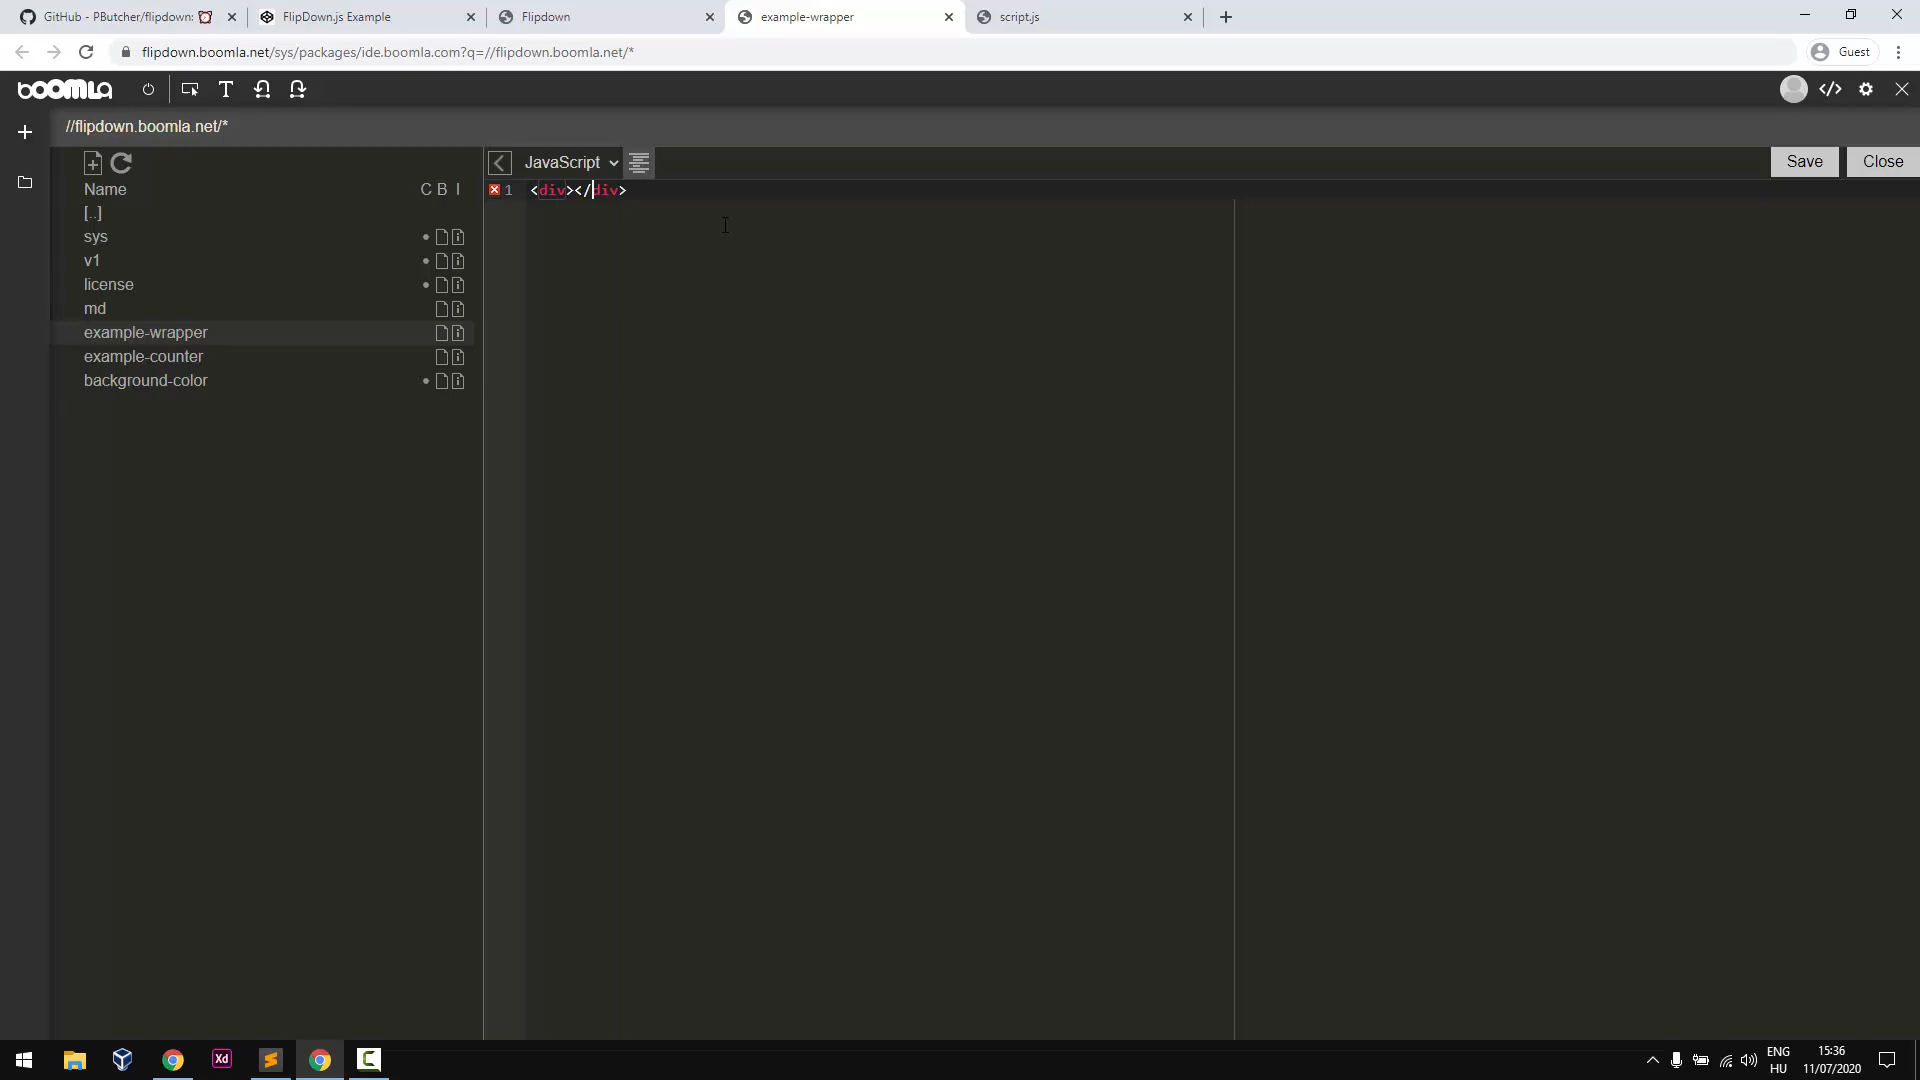 GitHub - PButcher/flipdown: ⏰
FlipDown.js Example
Flipdown
example-wrapper
script.js
flipdown.boomla.net/sys/packages/ide.boomla.com?q=//flipdown.boomla.net/*
Guest
boomla
T
//flipdown.boomla.net/*
JavaScript
Save
Close
Name
C B I
1 <div></div>
[..]
sys
v1
license
md
example-wrapper
example-counter
background-color
Xd
ENG
HU
15:36
11/07/2020